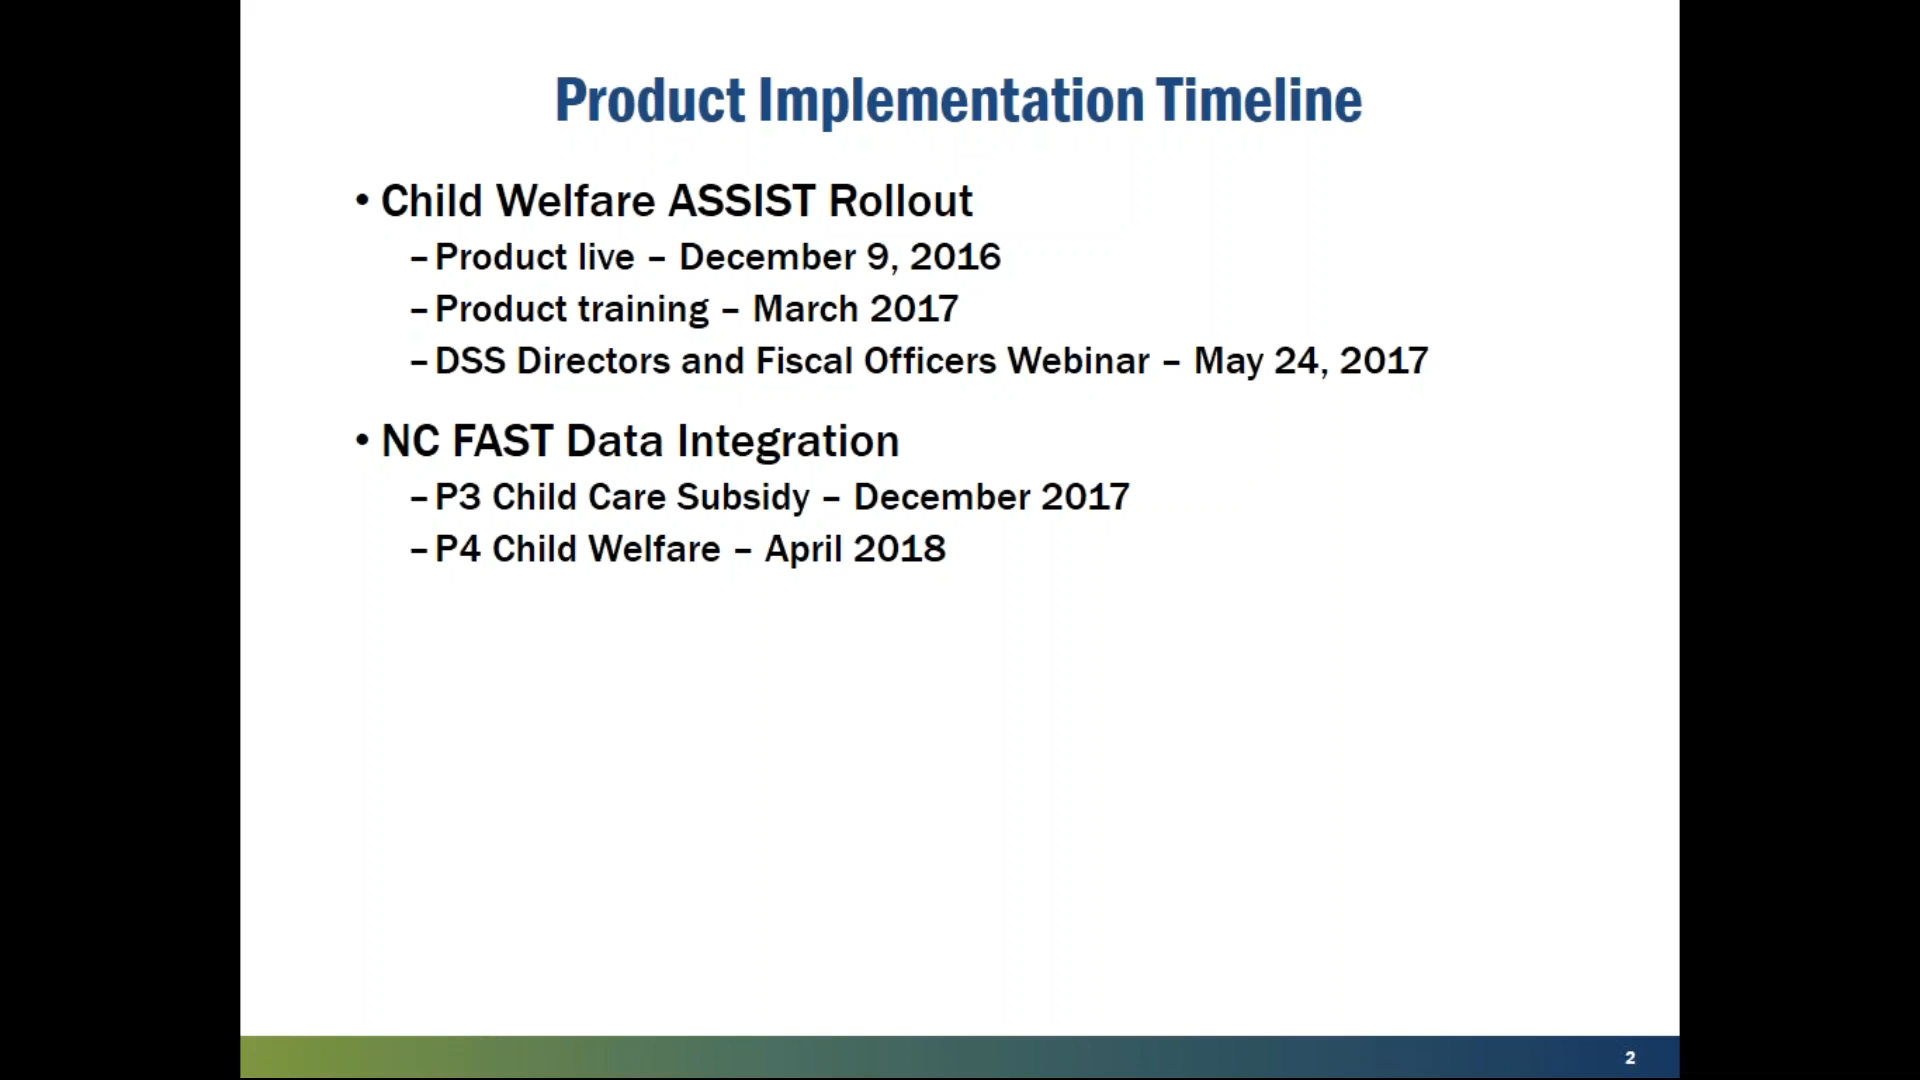 Product Implementation Timeline
• Child Welfare ASSIST Rollout
– Product live – December 9, 2016
– Product training – March 2017
– DSS Directors and Fiscal Officers Webinar – May 24, 2017
• NC FAST Data Integration
– P3 Child Care Subsidy – December 2017
– P4 Child Welfare – April 2018
2